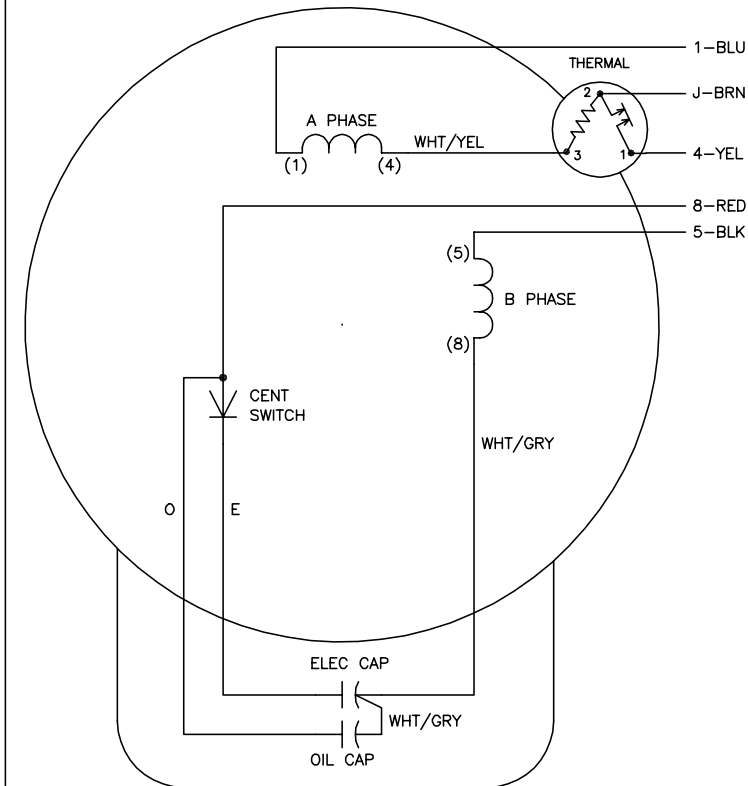 1-BLU
THERMAL
2
J-BRN
A PHASE
WHT/YEL
3
1
4-YEL
(1)
(4)
8-RED
5-BLK
(5)
B PHASE
(8)
CENT
SWITCH
WHT/GRY
O
E
ELEC CAP
WHT/GRY
OIL CAP